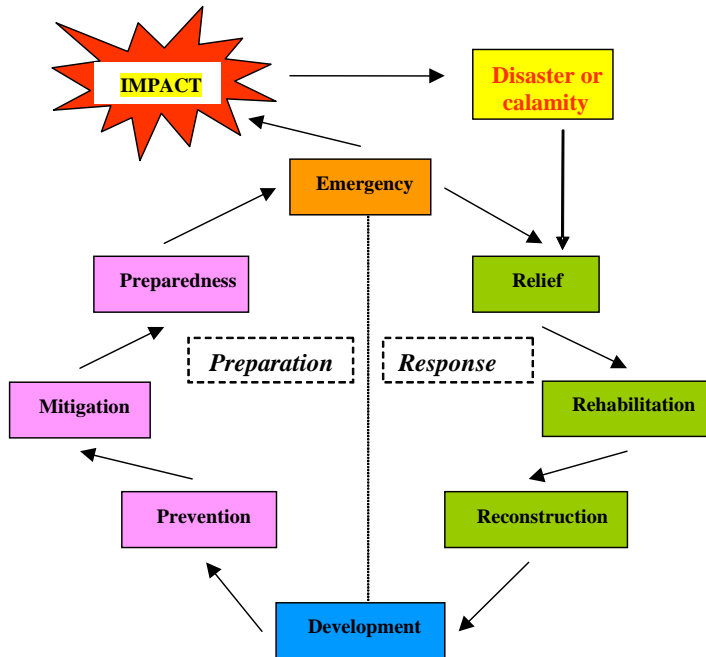 IMPACT
Disaster or
calamity
Emergency
Preparedness
Relief
Preparation
Response
Mitigation
Rehabilitation
Prevention
Reconstruction
Development